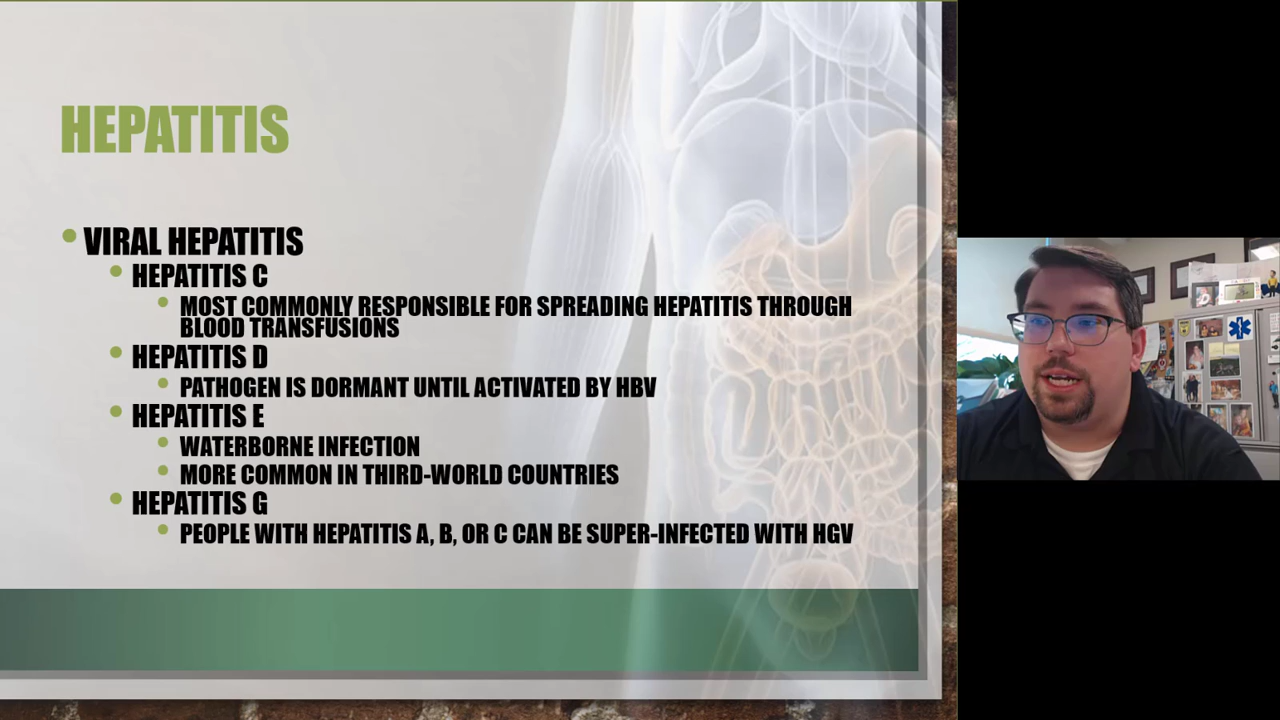 HEPATITIS
• VIRAL HEPATITIS
• HEPATITIS C
• MOST COMMONLY RESPONSIBLE FOR SPREADING HEPATITIS THROUGH
BLOOD TRANSFUSIONS
• HEPATITIS D
• PATHOGEN IS DORMANT UNTIL ACTIVATED BY HBV
• HEPATITIS E
• WATERBORNE INFECTION
• MORE COMMON IN THIRD-WORLD COUNTRIES
• HEPATITIS G
• PEOPLE WITH HEPATITIS A, B, OR C CAN BE SUPER-INFECTED WITH HGV